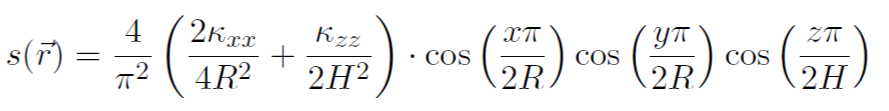 s(\vec{r}) = \frac{4}{\pi^2} \left( \frac{2\kappa_{xx}}{4R^2} + \frac{\kappa_{zz}}{2H^2} \right) \cdot \cos \left( \frac{x\pi}{2R} \right) \cos \left( \frac{y\pi}{2R} \right) \cos \left( \frac{z\pi}{2H} \right)